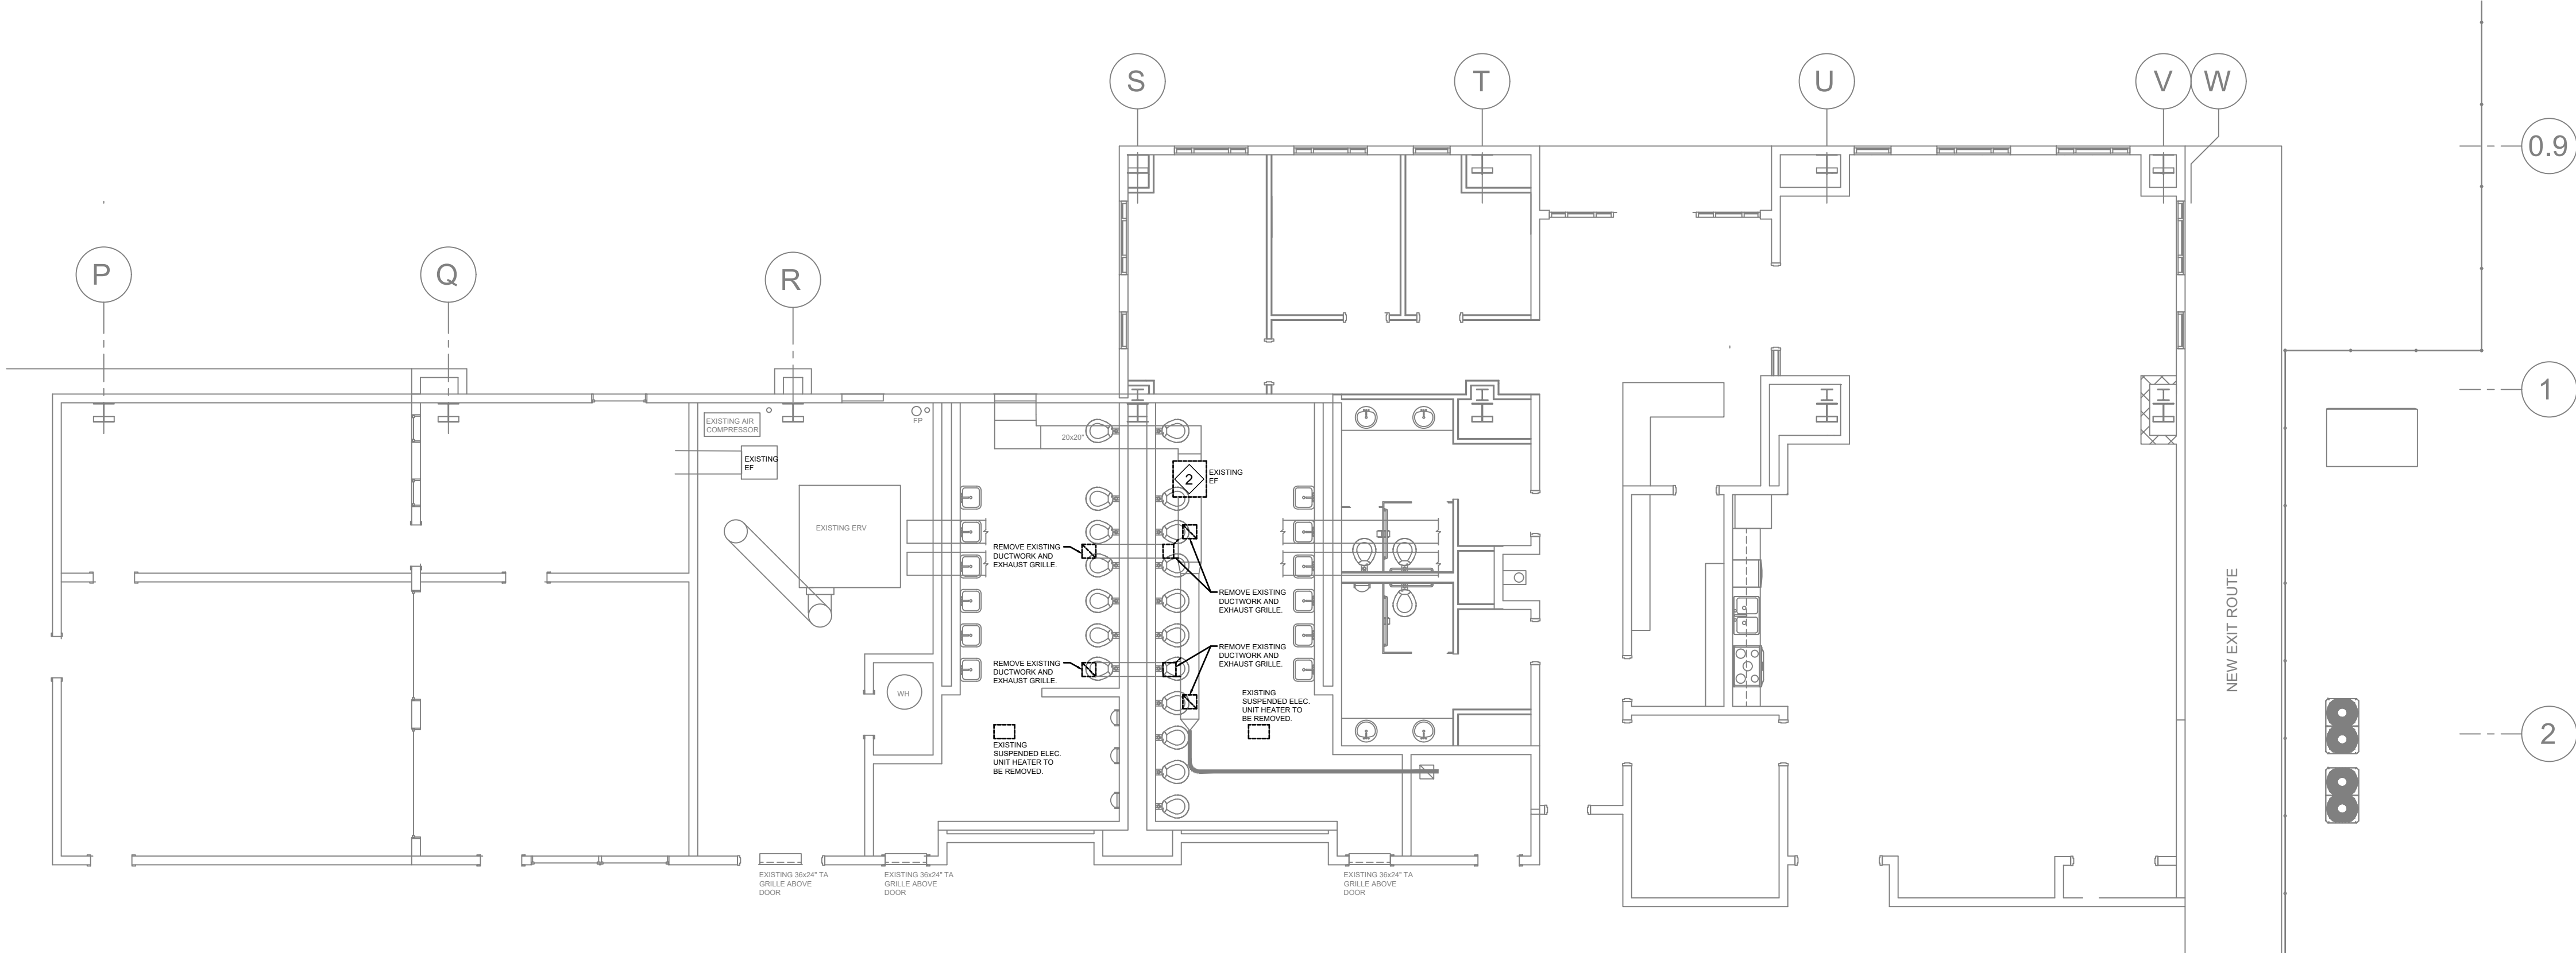 S
T
U
V
W
0.9
P
Q
R
1
EXISTING AIR
COMPRESSOR
FP
20x20"
EXISTING
EF
EXISTING
EF
2
EXISTING ERV
REMOVE EXISTING
DUCTWORK AND
EXHAUST GRILLE.
REMOVE EXISTING
DUCTWORK AND
EXHAUST GRILLE.
REMOVE EXISTING
DUCTWORK AND
EXHAUST GRILLE.
REMOVE EXISTING
DUCTWORK AND
EXHAUST GRILLE.
WH
EXISTING
SUSPENDED ELEC.
UNIT HEATER TO
BE REMOVED.
EXISTING
SUSPENDED ELEC.
UNIT HEATER TO
BE REMOVED.
NEW EXIT ROUTE
2
EXISTING 36x24" TA
GRILLE ABOVE
DOOR
EXISTING 36x24" TA
GRILLE ABOVE
DOOR
EXISTING 36x24" TA
GRILLE ABOVE
DOOR